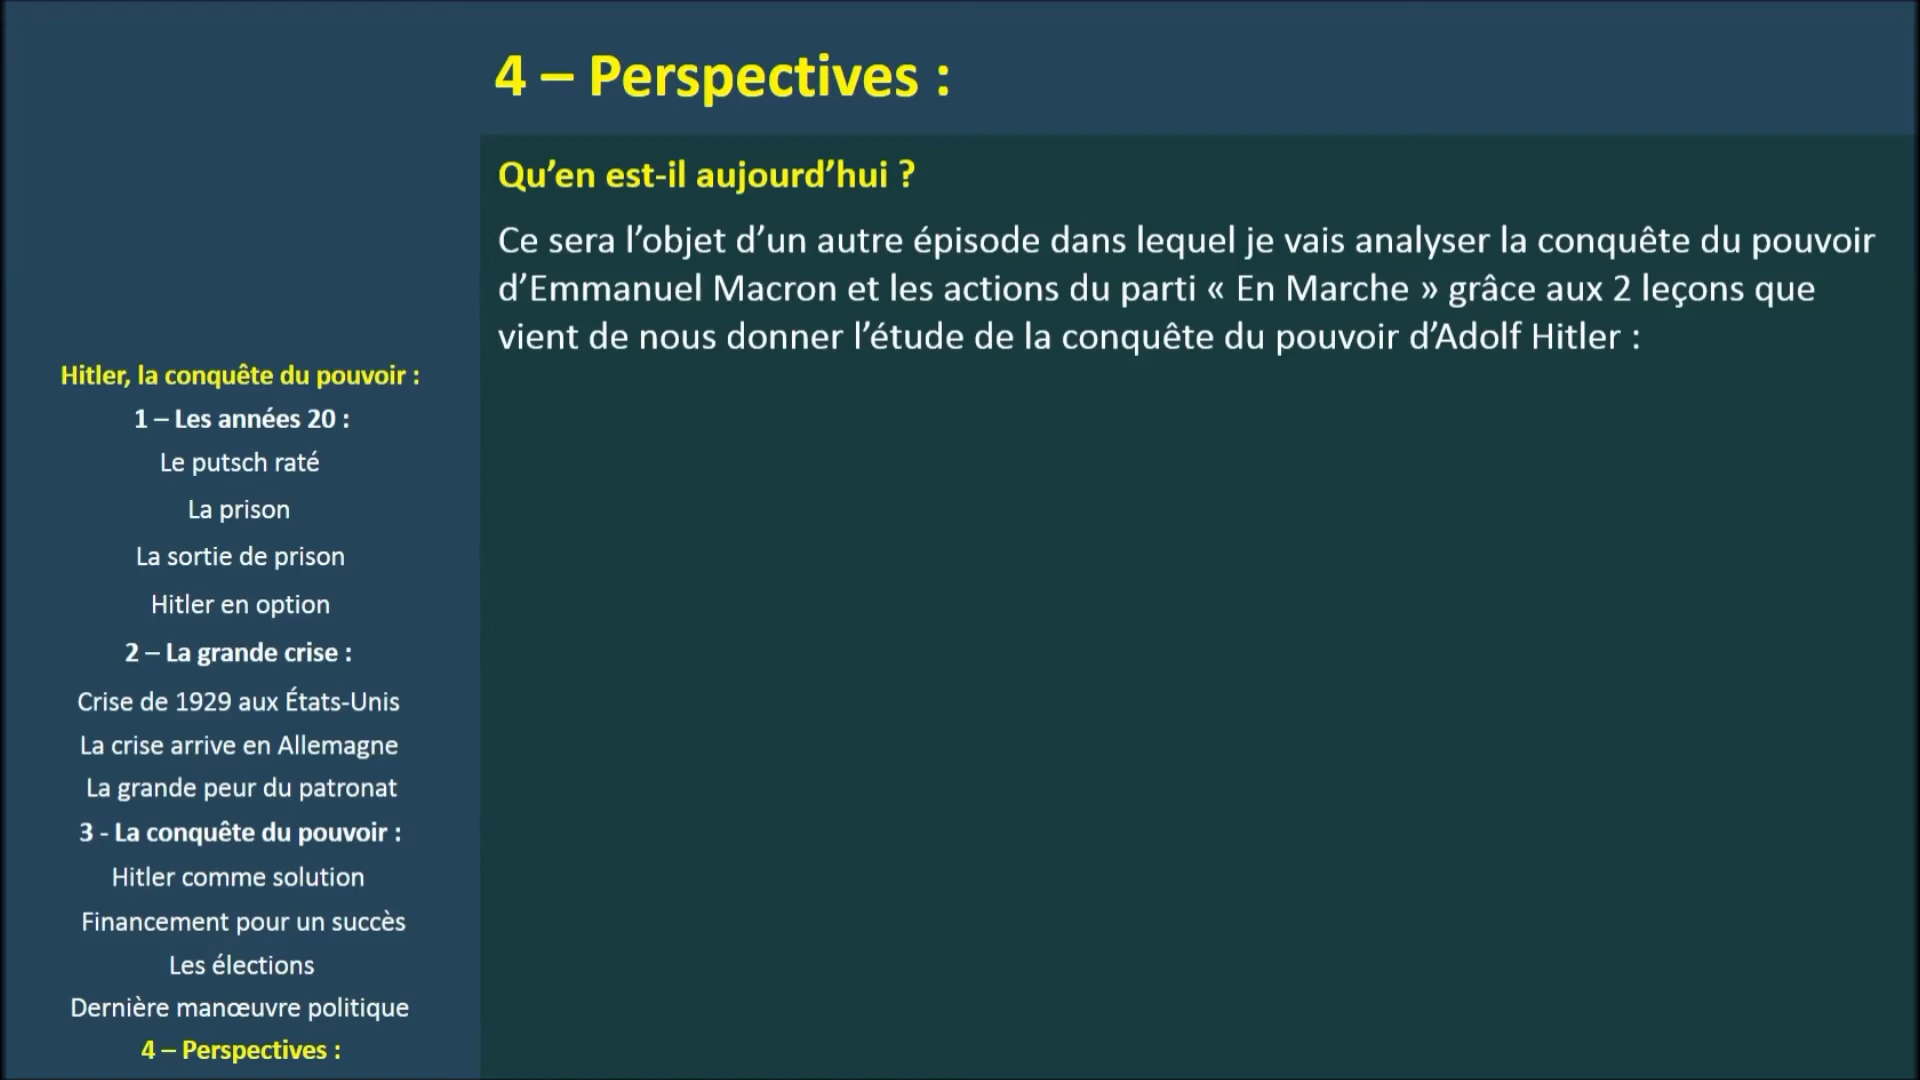 4 – Perspectives :
Qu’en est-il aujourd’hui ?
Ce sera l’objet d’un autre épisode dans lequel je vais analyser la conquête du pouvoir
d’Emmanuel Macron et les actions du parti « En Marche » grâce aux 2 leçons que
vient de nous donner l’étude de la conquête du pouvoir d’Adolf Hitler :
Hitler, la conquête du pouvoir :
1 – Les années 20 :
Le putsch raté
La prison
La sortie de prison
Hitler en option
2 – La grande crise :
Crise de 1929 aux États-Unis
La crise arrive en Allemagne
La grande peur du patronat
3 - La conquête du pouvoir :
Hitler comme solution
Financement pour un succès
Les élections
Dernière manœuvre politique
4 – Perspectives :